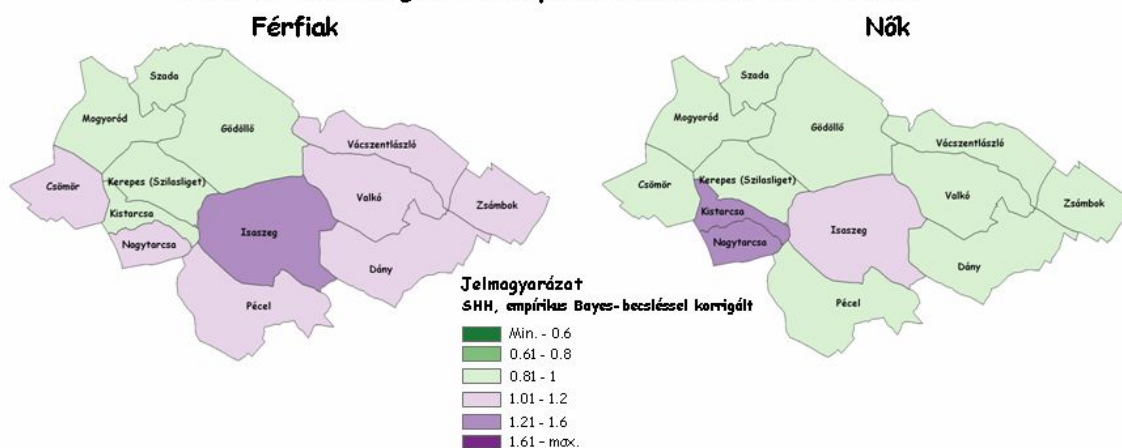 Férfiak
Nők
Szada
Mogyoród
Gödöllő
Vácszentlászló
Csömör
Kerepes (Szilasliget)
Valkó
Zsámbok
Kistarcsa
Isaszeg
Nagytarcsa
Dány
Pécel
Szada
Mogyoród
Gödöllő
Vácszentlászló
Csömör
Kerepes (Szilasliget)
Valkó
Zsámbok
Kistarcsa
Isaszeg
Nagytarcsa
Dány
Pécel
Jelmagyarázat
SHH, empírikus Bayes-becsléssel korrigált
Min. - 0.6
0.61 - 0.8
0.81 - 1
1.01 - 1.2
1.21 - 1.6
1.61 - max.